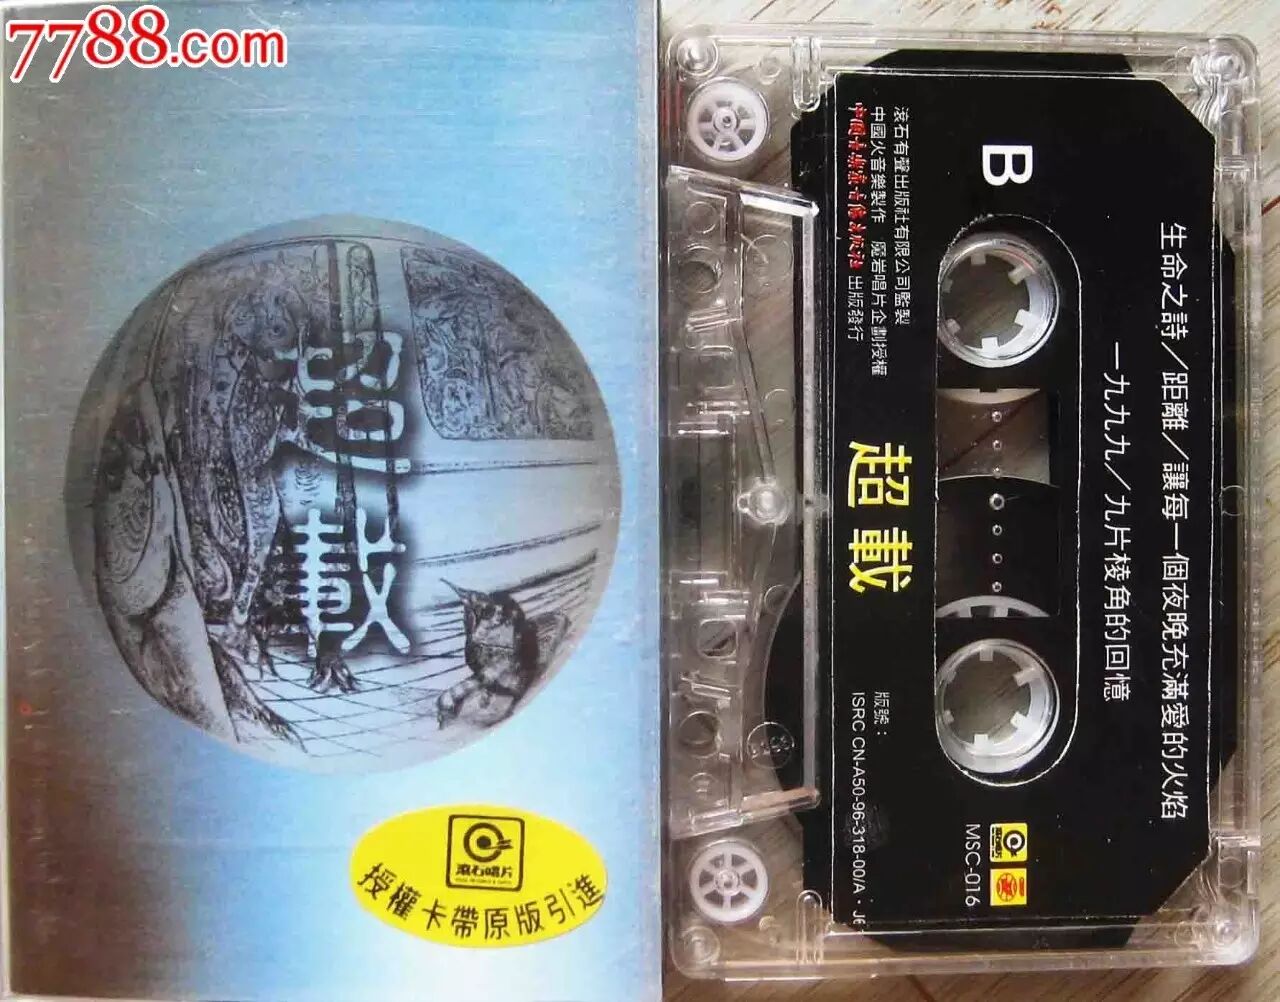 7788.com
超
載
滾石唱片
授權卡帶原版引進
B
生命之詩／距離／讓每一個夜晚充滿愛的火焰
一九九九／九片棱角的回憶
滾石有聲出版社有限公司監製
中國火音樂製作 魔岩唱片企劃授權
出版發行
超載
版號：
ISRC CN-A50-96-318-00/A·J6
MSC-016